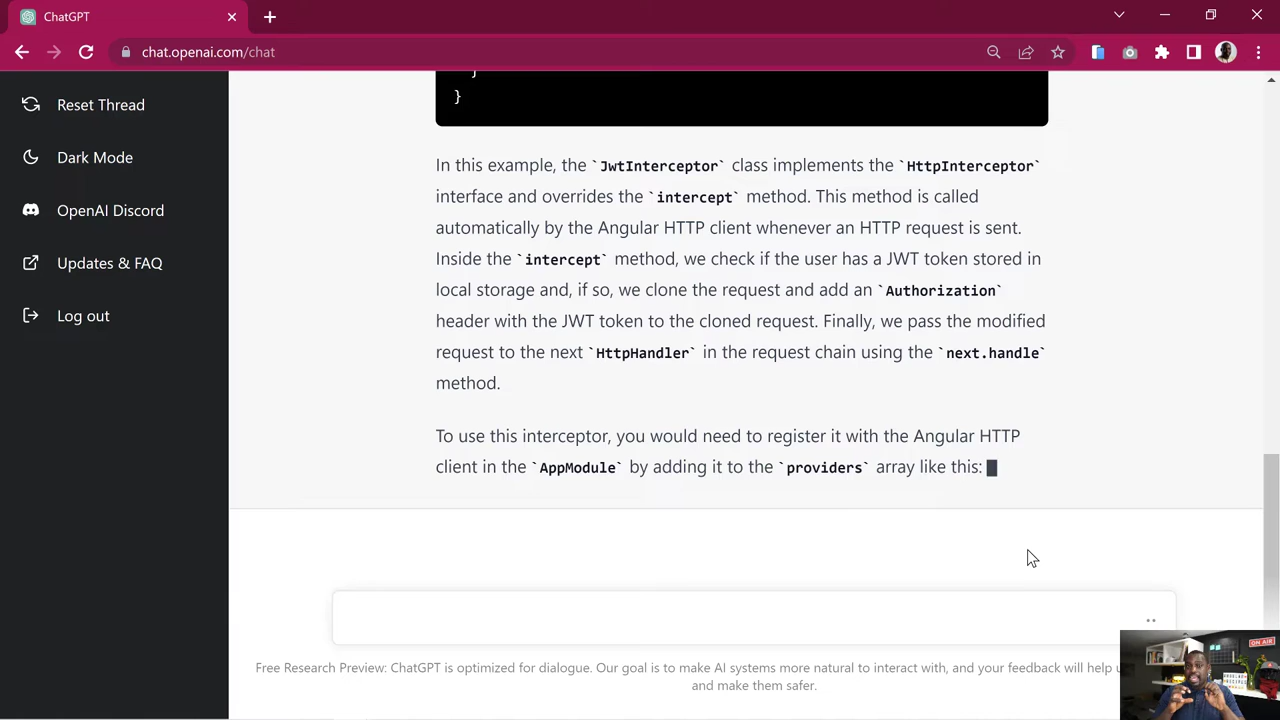 ChatGPT
chat.openai.com/chat
Reset Thread
Dark Mode
OpenAI Discord
Updates & FAQ
Log out
}
}
In this example, the `JwtInterceptor` class implements the `HttpInterceptor`
interface and overrides the `intercept` method. This method is called
automatically by the Angular HTTP client whenever an HTTP request is sent.
Inside the `intercept` method, we check if the user has a JWT token stored in
local storage and, if so, we clone the request and add an `Authorization`
header with the JWT token to the cloned request. Finally, we pass the modified
request to the next `HttpHandler` in the request chain using the `next.handle`
method.
To use this interceptor, you would need to register it with the Angular HTTP
client in the `AppModule` by adding it to the `providers` array like this:
Free Research Preview: ChatGPT is optimized for dialogue. Our goal is to make AI systems more natural to interact with, and your feedback will help u
and make them safer.
ON AIR